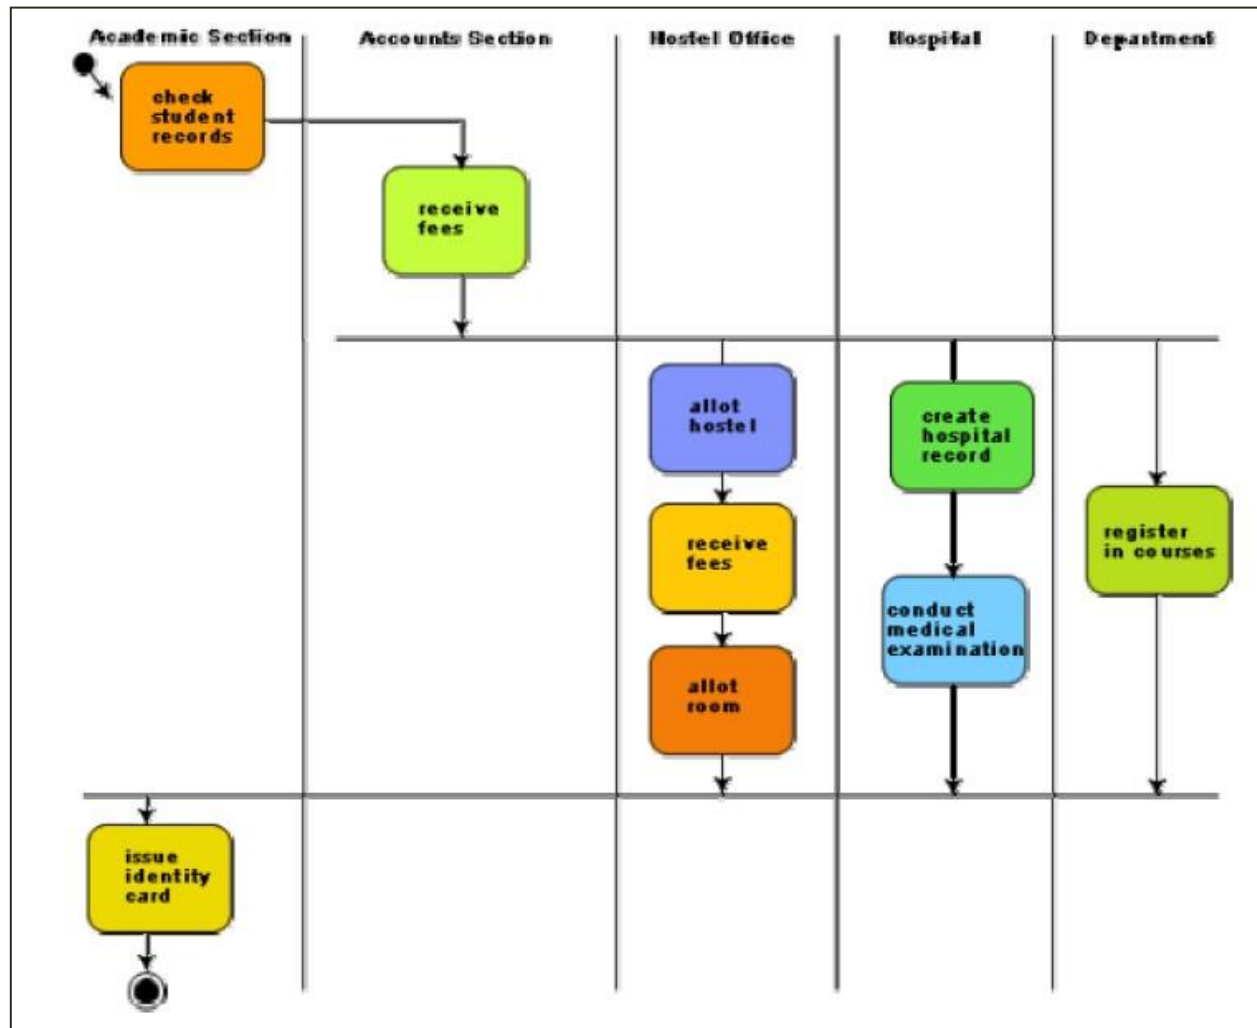 Academic Section
Accounts Section
Hostel Office
Hospital
Department
check
student
records
receive
fees
allot
hostel
create
hospital
record
receive
fees
register
in courses
conduct
medical
examination
allot
room
issue
identity
card